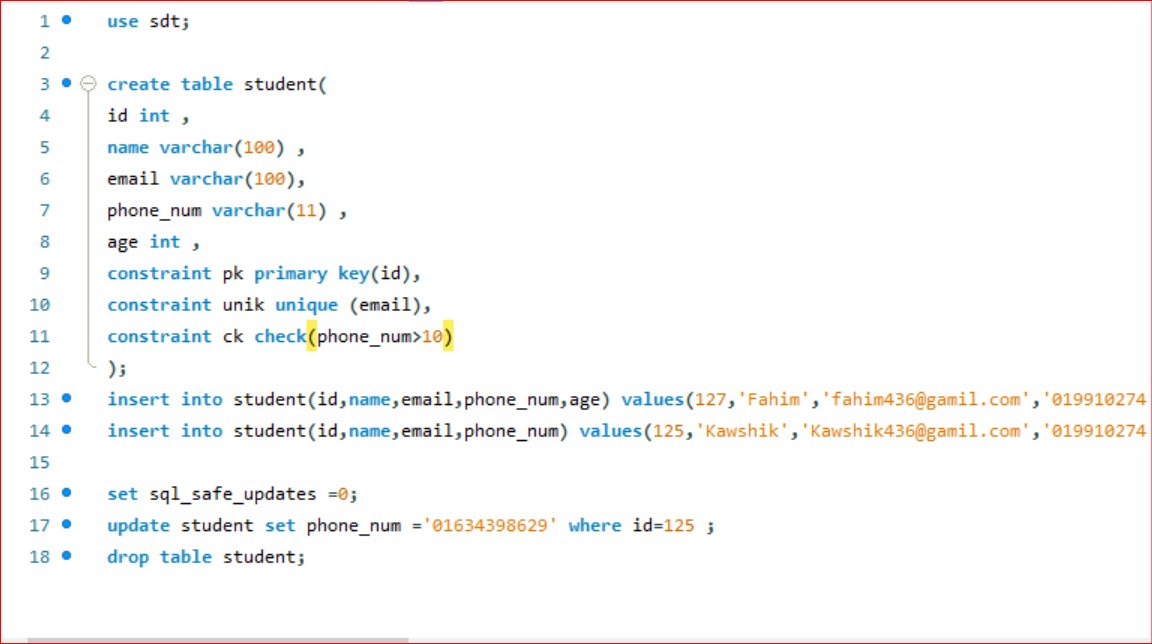 1 use sdt;
2
3 create table student(
4 id int ,
5 name varchar(100) ,
6 email varchar(100),
7 phone_num varchar(11) ,
8 age int ,
9 constraint pk primary key(id),
10 constraint unik unique (email),
11 constraint ck check(phone_num>10)
12 );
13 insert into student(id,name,email,phone_num,age) values(127,'Fahim','fahim436@gamil.com','019910274
14 insert into student(id,name,email,phone_num) values(125,'Kawshik','Kawshik436@gamil.com','019910274
15
16 set sql_safe_updates =0;
17 update student set phone_num ='01634398629' where id=125 ;
18 drop table student;